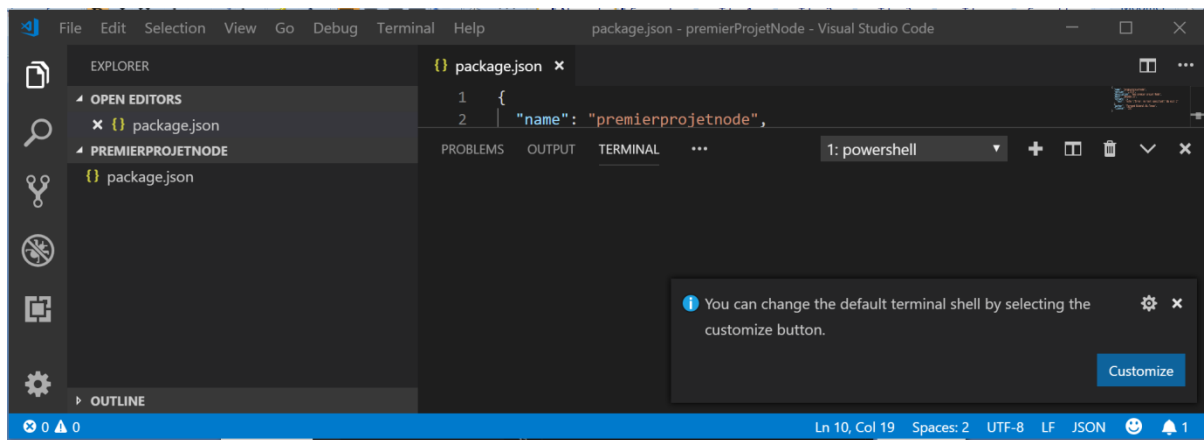 File Edit Selection View Go Debug Terminal Help package.json - premierProjetNode - Visual Studio Code
EXPLORER
OPEN EDITORS
{} package.json
PREMIERPROJETNODE
{} package.json
OUTLINE
{} package.json
1 {
2 "name": "premierprojetnode",
PROBLEMS OUTPUT TERMINAL ••• 1: powershell
You can change the default terminal shell by selecting the
customize button.
Customize
0 0 Ln 10, Col 19 Spaces: 2 UTF-8 LF JSON 1